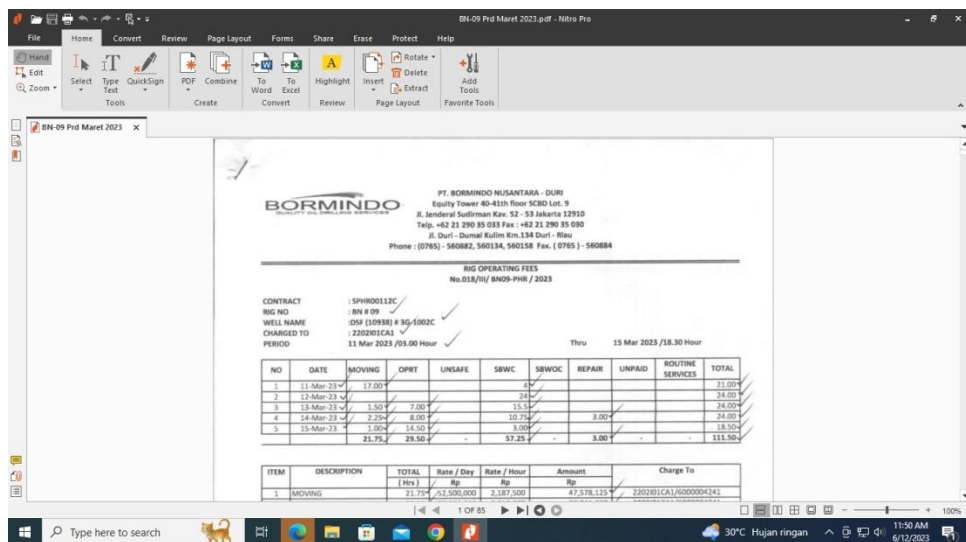 BN-09 Prd Maret 2023.pdf - Nitro Pro
File Home Convert Review Page Layout Forms Share Erase Protect Help
Hand
Edit
Zoom
Select Type Text QuickSign PDF Combine To Word To Excel Highlight Insert Rotate Delete Extract Add Tools
Tools Create Convert Review Page Layout Favorite Tools
BN-09 Prd Maret 2023 X
BORMINDO
QUALITY OIL DRILLING SERVICES
PT. BORMINDO NUSANTARA - DURI
Equity Tower 40-41th floor SCBD Lot. 9
Jl. Jenderal Sudirman Kav. 52 - 53 Jakarta 12910
Telp. +62 21 290 35 033 Fax : +62 21 290 35 030
Jl. Duri - Dumai Kulim Km.134 Duri - Riau
Phone : (0765) - 560882, 560134, 560158 Fax. ( 0765 ) - 560884
RIG OPERATING FEES
No.018/III/ BN09-PHR / 2023
CONTRACT : SPHR00112C
RIG NO : BN # 09
WELL NAME :DSF (10938) # 3G-1002C
CHARGED TO : 2202I01CA1
PERIOD 11 Mar 2023 /03.00 Hour Thru 15 Mar 2023 /18.30 Hour
NO DATE MOVING OPRT UNSAFE SBWC SBWOC REPAIR UNPAID ROUTINE SERVICES TOTAL
1 11-Mar-23 17.00 4 21.00
2 12-Mar-23 24 24.00
3 13-Mar-23 1.50 7.00 15.5 24.00
4 14-Mar-23 2.25 8.00 10.75 3.00 24.00
5 15-Mar-23 1.00 14.50 3.00 18.50
21.75 29.50 - 57.25 - 3.00 - - 111.50
ITEM DESCRIPTION TOTAL Rate / Day Rate / Hour Amount Charge To
( Hrs ) Rp Rp Rp
1 MOVING 21.75 52,500,000 2,187,500 47,578,125 2202I01CA1/6000004241
1 OF 85
100%
Type here to search
30°C Hujan ringan
11:50 AM
6/12/2023